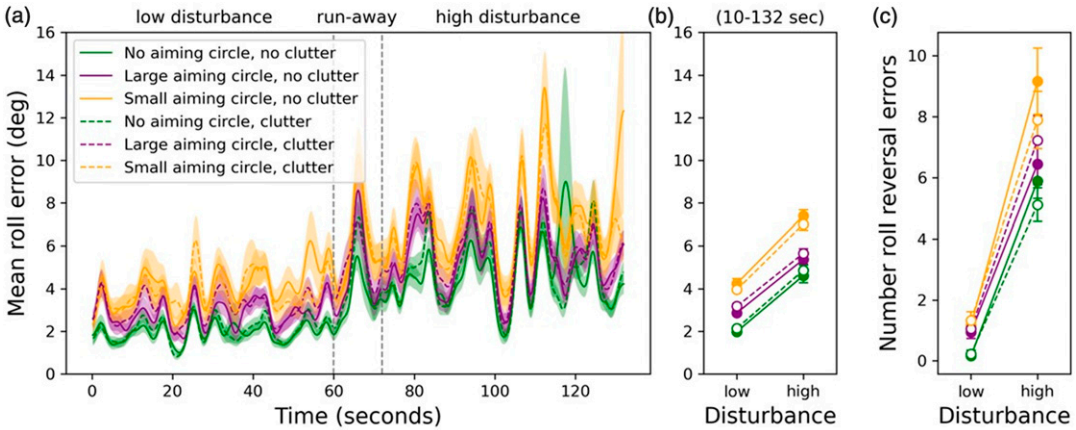 (a) low disturbance run-away high disturbance
No aiming circle, no clutter
Large aiming circle, no clutter
Small aiming circle, no clutter
No aiming circle, clutter
Large aiming circle, clutter
Small aiming circle, clutter
Mean roll error (deg)
16
14
12
10
8
6
4
2
0
0 20 40 60 80 100 120
Time (seconds)
(b) (10-132 sec)
16
14
12
10
8
6
4
2
0
low high
Disturbance
(c)
Number roll reversal errors
10
8
6
4
2
0
low high
Disturbance